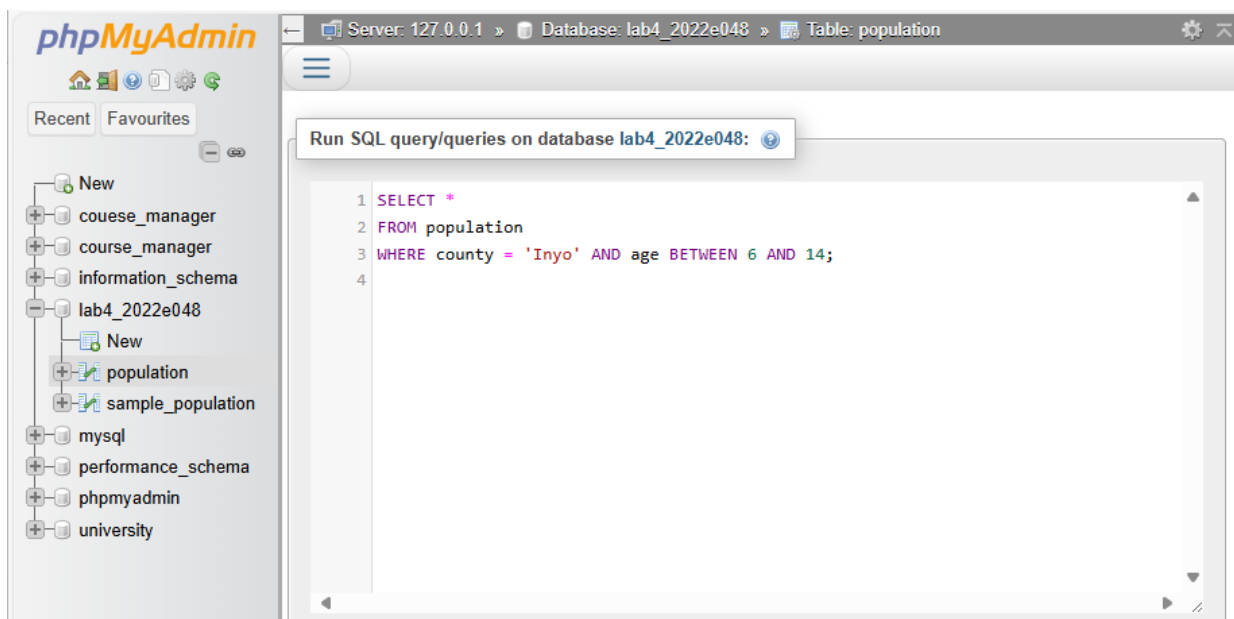 phpMyAdmin
Recent Favourites
New
couese_manager
course_manager
information_schema
lab4_2022e048
New
population
sample_population
mysql
performance_schema
phpmyadmin
university
Server: 127.0.0.1 » Database: lab4_2022e048 » Table: population
Run SQL query/queries on database lab4_2022e048:
1 SELECT *
2 FROM population
3 WHERE county = 'Inyo' AND age BETWEEN 6 AND 14;
4